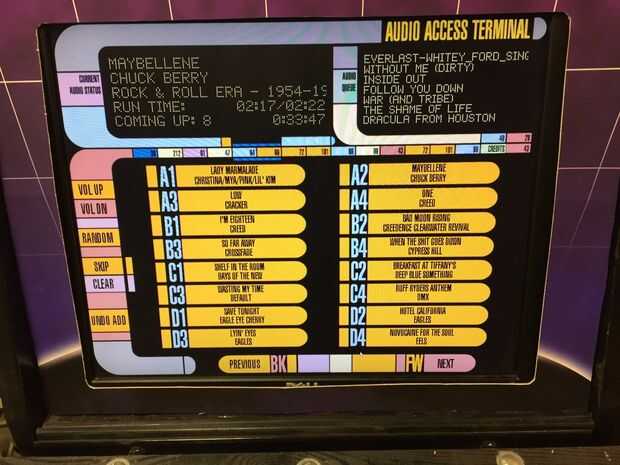 AUDIO ACCESS TERMINAL
CURRENT
AUDIO STATUS
MAYBELLENE
CHUCK BERRY
ROCK & ROLL ERA - 1954-19
RUN TIME: 02:17/02:22
COMING UP: 8 0:33:47
AUDIO
QUEUE
EVERLAST-WHITEY_FORD_SING
WITHOUT ME (DIRTY)
INSIDE OUT
FOLLOW YOU DOWN
WAR (AND TRIBE)
THE SHAME OF LIFE
DRACULA FROM HOUSTON
CREDITS
VOL UP
VOL DN
RANDOM
SKIP
CLEAR
UNDO ADD
A1
LADY MARMALADE
CHRISTINA/MYA/PINK/LIL' KIM
A2
MAYBELLENE
CHUCK BERRY
A3
LOW
CRACKER
A4
ONE
CREED
B1
I'M EIGHTEEN
CREED
B2
BAD MOON RISING
CREEDENCE CLEARWATER REVIVAL
B3
SO FAR AWAY
CROSSFADE
B4
WHEN THE SHIT GOES DOWN
CYPRESS HILL
C1
SHELF IN THE ROOM
DAYS OF THE NEW
C2
BREAKFAST AT TIFFANY'S
DEEP BLUE SOMETHING
C3
WASTING MY TIME
DEFAULT
C4
RUFF RYDERS ANTHEM
DMX
D1
SAVE TONIGHT
EAGLE EYE CHERRY
D2
HOTEL CALIFORNIA
EAGLES
D3
LYIN' EYES
EAGLES
D4
NOVOCAINE FOR THE SOUL
EELS
PREVIOUS BK FW NEXT
DELL